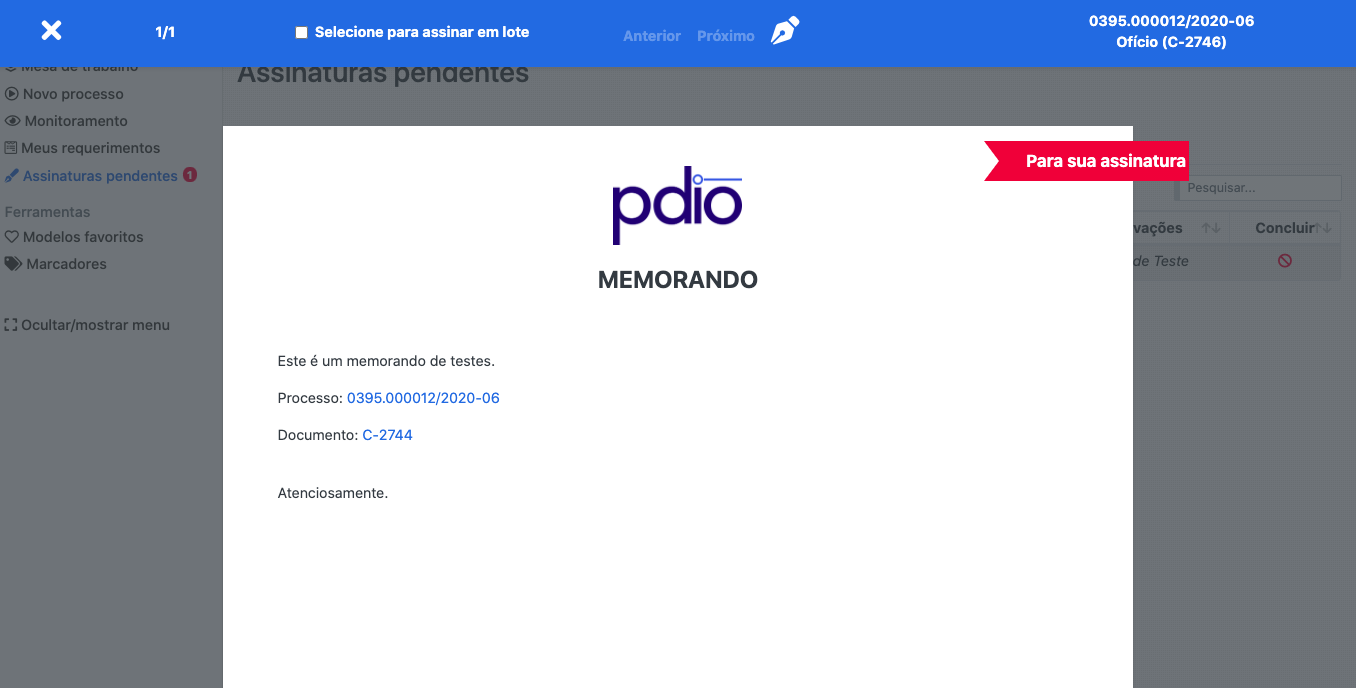 1/1
Selecione para assinar em lote
Anterior Próximo
0395.000012/2020-06
Ofício (C-2746)
Mesa de trabalho
Novo processo
Monitoramento
Meus requerimentos
Assinaturas pendentes 1
Ferramentas
Modelos favoritos
Marcadores
Ocultar/mostrar menu
Assinaturas pendentes
Para sua assinatura
Pesquisar...
vações Concluir
de Teste
pdio
MEMORANDO
Este é um memorando de testes.
Processo: 0395.000012/2020-06
Documento: C-2744
Atenciosamente.